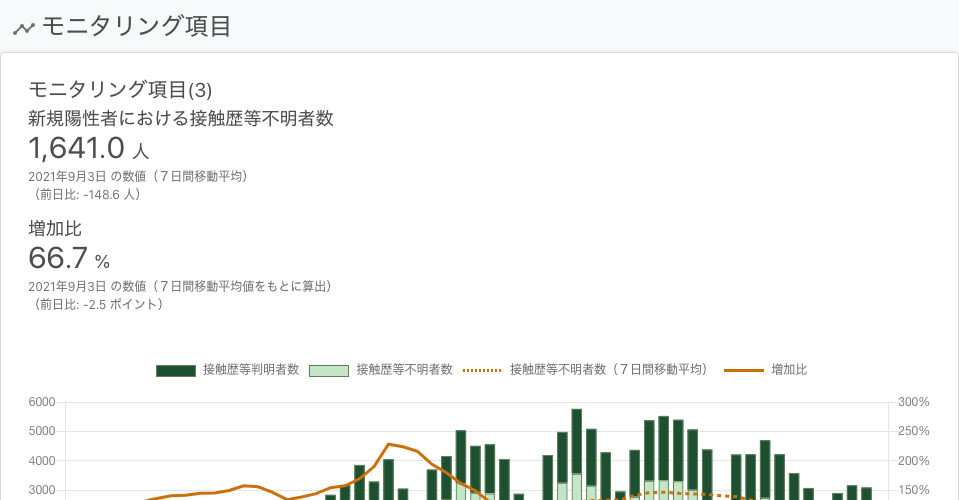 モニタリング項目
モニタリング項目(3)
新規陽性者における接触歴等不明者数
1,641.0 人
2021年9月3日 の数値（７日間移動平均）
（前日比: -148.6 人）
増加比
66.7 %
2021年9月3日 の数値（７日間移動平均値をもとに算出）
（前日比: -2.5 ポイント）
接触歴等判明者数 接触歴等不明者数 接触歴等不明者数（７日間移動平均） 増加比
6000 300%
5000 250%
4000 200%
3000 150%